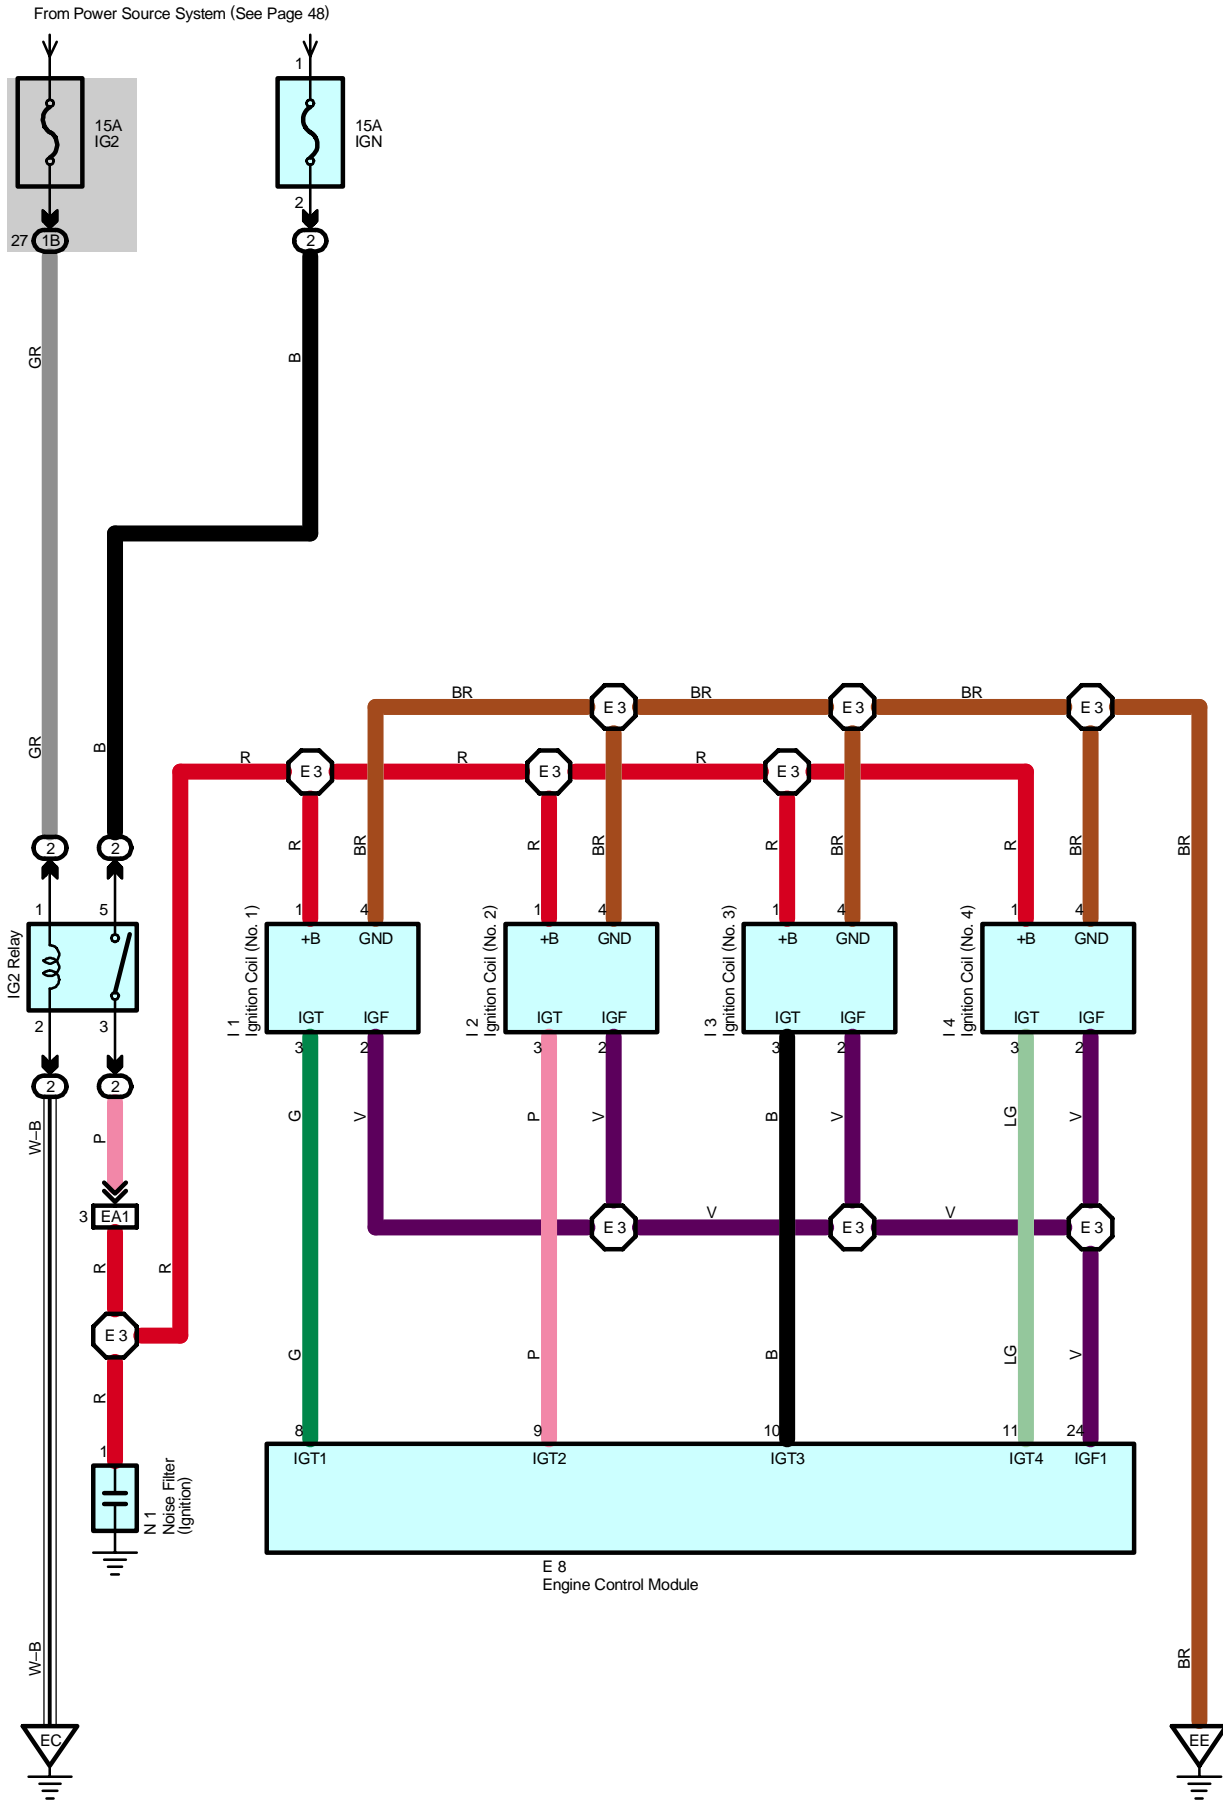 From Power Source System (See Page 48)
1
15A
IG2
15A
IGN
2
27 1B
2
GR
B
BR
BR
BR
E 3
E 3
E 3
GR
B
R
R
R
E 3
E 3
E 3
R
BR
R
BR
R
BR
R
BR
BR
2
2
1
5
1
4
1
4
1
4
1
4
IG2 Relay
I 1
Ignition Coil (No. 1)
+B
GND
I 2
Ignition Coil (No. 2)
+B
GND
I 3
Ignition Coil (No. 3)
+B
GND
I 4
Ignition Coil (No. 4)
+B
GND
IGT
IGF
IGT
IGF
IGT
IGF
IGT
IGF
2
3
3
2
3
2
3
2
3
2
2
2
W–B
P
G
V
P
V
B
V
LG
V
3 EA1
V
V
E 3
E 3
E 3
R
R
E 3
G
P
B
LG
V
R
1
8
9
10
11
24
IGT1
IGT2
IGT3
IGT4
IGF1
N 1
Noise Filter
(Ignition)
E 8
Engine Control Module
W–B
BR
EC
EE